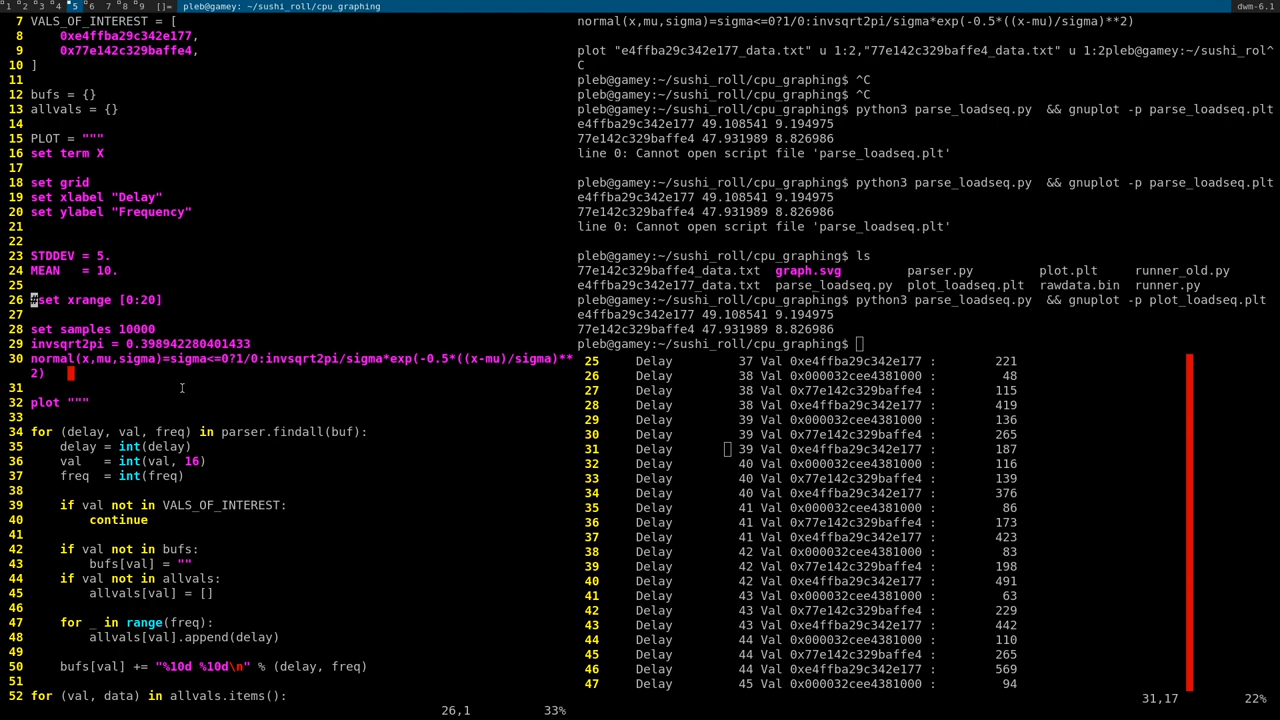 1 2 3 4 5 6 7 8 9 []= pleb@gamey: ~/sushi_roll/cpu_graphing dwm-6.1
7 VALS_OF_INTEREST = [
8 0xe4ffba29c342e177,
9 0x77e142c329baffe4,
10 ]
11
12 bufs = {}
13 allvals = {}
14
15 PLOT = """
16 set term X
17
18 set grid
19 set xlabel "Delay"
20 set ylabel "Frequency"
21
22
23 STDDEV = 5.
24 MEAN   = 10.
25
26 #set xrange [0:20]
27
28 set samples 10000
29 invsqrt2pi = 0.398942280401433
30 normal(x,mu,sigma)=sigma<=0?1/0:invsqrt2pi/sigma*exp(-0.5*((x-mu)/sigma)**
2)
31
32 plot """
33
34 for (delay, val, freq) in parser.findall(buf):
35 delay = int(delay)
36 val   = int(val, 16)
37 freq  = int(freq)
38
39 if val not in VALS_OF_INTEREST:
40 continue
41
42 if val not in bufs:
43 bufs[val] = ""
44 if val not in allvals:
45 allvals[val] = []
46
47 for _ in range(freq):
48 allvals[val].append(delay)
49
50 bufs[val] += "%10d %10d\n" % (delay, freq)
51
52 for (val, data) in allvals.items():
26,1 33%
normal(x,mu,sigma)=sigma<=0?1/0:invsqrt2pi/sigma*exp(-0.5*((x-mu)/sigma)**2)
plot "e4ffba29c342e177_data.txt" u 1:2,"77e142c329baffe4_data.txt" u 1:2pleb@gamey:~/sushi_rol^
C
pleb@gamey:~/sushi_roll/cpu_graphing$ ^C
pleb@gamey:~/sushi_roll/cpu_graphing$ ^C
pleb@gamey:~/sushi_roll/cpu_graphing$ python3 parse_loadseq.py  && gnuplot -p parse_loadseq.plt
e4ffba29c342e177 49.108541 9.194975
77e142c329baffe4 47.931989 8.826986
line 0: Cannot open script file 'parse_loadseq.plt'
pleb@gamey:~/sushi_roll/cpu_graphing$ python3 parse_loadseq.py  && gnuplot -p parse_loadseq.plt
e4ffba29c342e177 49.108541 9.194975
77e142c329baffe4 47.931989 8.826986
line 0: Cannot open script file 'parse_loadseq.plt'
pleb@gamey:~/sushi_roll/cpu_graphing$ ls
77e142c329baffe4_data.txt  graph.svg  parser.py  plot.plt  runner_old.py
e4ffba29c342e177_data.txt  parse_loadseq.py  plot_loadseq.plt  rawdata.bin  runner.py
pleb@gamey:~/sushi_roll/cpu_graphing$ python3 parse_loadseq.py  && gnuplot -p plot_loadseq.plt
e4ffba29c342e177 49.108541 9.194975
77e142c329baffe4 47.931989 8.826986
pleb@gamey:~/sushi_roll/cpu_graphing$
25 Delay 37 Val 0xe4ffba29c342e177 : 221
26 Delay 38 Val 0x000032cee4381000 : 48
27 Delay 38 Val 0x77e142c329baffe4 : 115
28 Delay 38 Val 0xe4ffba29c342e177 : 419
29 Delay 39 Val 0x000032cee4381000 : 136
30 Delay 39 Val 0x77e142c329baffe4 : 265
31 Delay 39 Val 0xe4ffba29c342e177 : 187
32 Delay 40 Val 0x000032cee4381000 : 116
33 Delay 40 Val 0x77e142c329baffe4 : 139
34 Delay 40 Val 0xe4ffba29c342e177 : 376
35 Delay 41 Val 0x000032cee4381000 : 86
36 Delay 41 Val 0x77e142c329baffe4 : 173
37 Delay 41 Val 0xe4ffba29c342e177 : 423
38 Delay 42 Val 0x000032cee4381000 : 83
39 Delay 42 Val 0x77e142c329baffe4 : 198
40 Delay 42 Val 0xe4ffba29c342e177 : 491
41 Delay 43 Val 0x000032cee4381000 : 63
42 Delay 43 Val 0x77e142c329baffe4 : 229
43 Delay 43 Val 0xe4ffba29c342e177 : 442
44 Delay 44 Val 0x000032cee4381000 : 110
45 Delay 44 Val 0x77e142c329baffe4 : 265
46 Delay 44 Val 0xe4ffba29c342e177 : 569
47 Delay 45 Val 0x000032cee4381000 : 94
31,17 22%